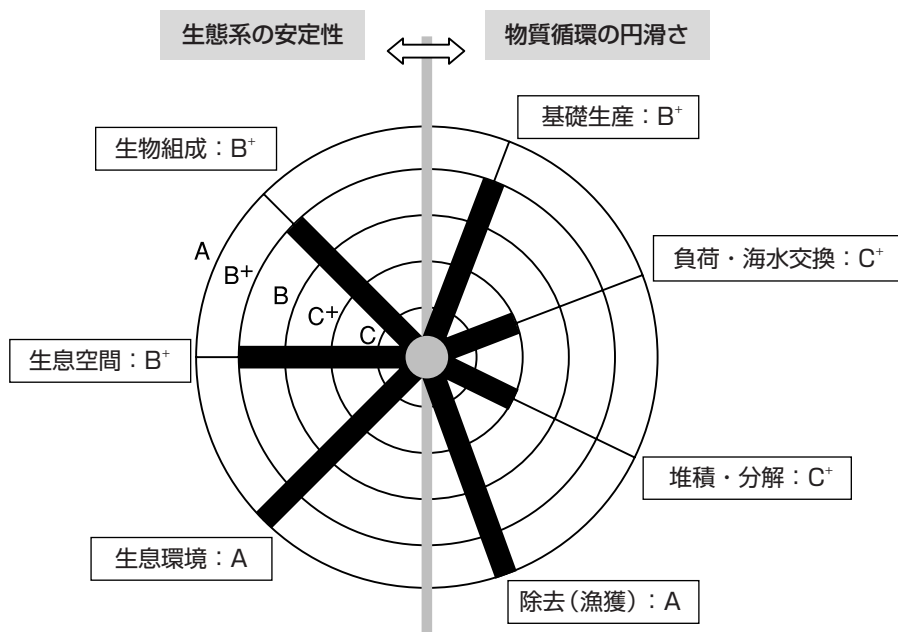 生態系の安定性
物質循環の円滑さ
基礎生産：B⁺
生物組成：B⁺
負荷・海水交換：C⁺
A
B+
B
C+
C
生息空間：B⁺
堆積・分解：C⁺
生息環境：A
除去（漁獲）：A